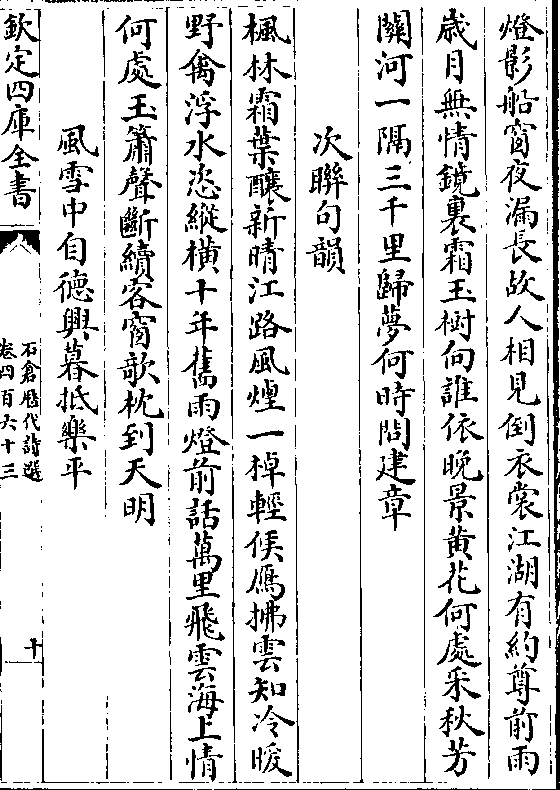 燈影船窗夜漏長故人相見倒衣裳江湖有約尊前雨
歳月無情鏡裏霜玉樹向誰依晚景黄花何處采秋芳
關河一隔三千里歸夢何時問建章
次聯句韻
楓林霜葉釀新晴江路風煙一棹輕候鴈拂雲知冷暖
野禽浮水恣縱橫十年舊雨燈前話萬里飛雲海上情
何處玉簫聲斷續客窗欹枕到天明
風雪中自德興暮抵樂平
欽定四庫全書
石倉歴代詩選
卷四百六十三
十